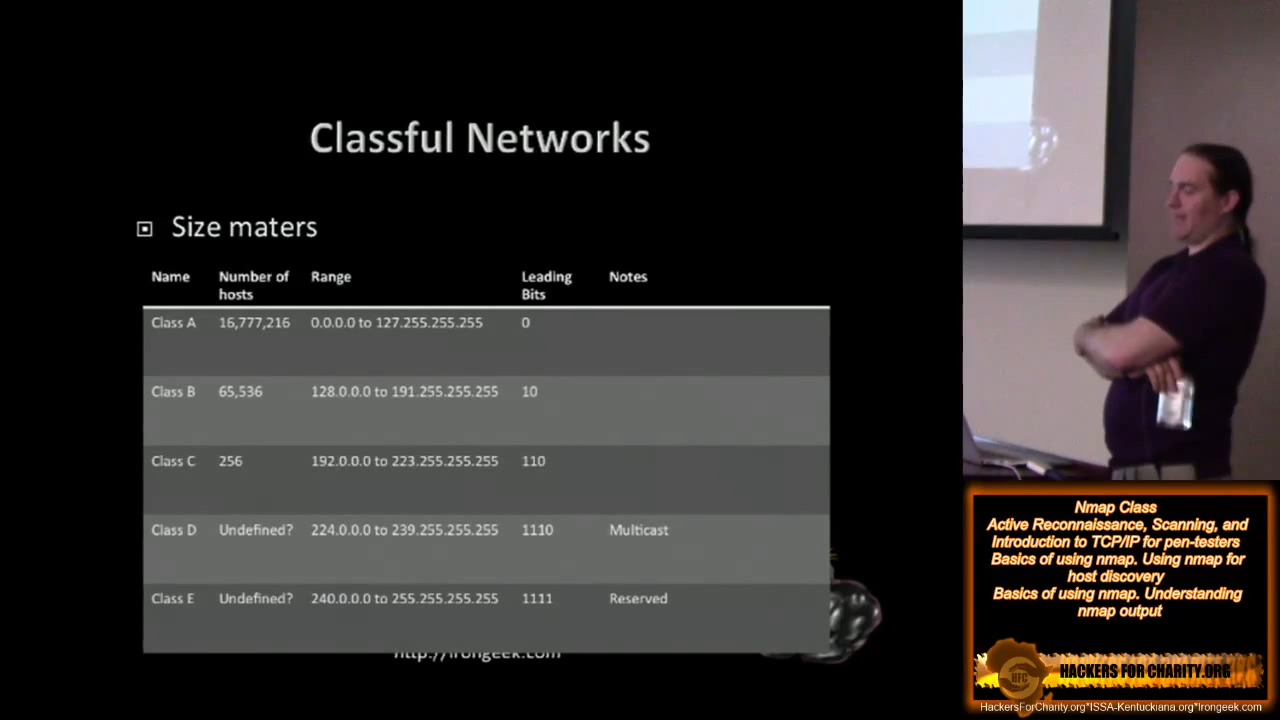 Classful Networks
Size maters
Name Number of hosts Range Leading Bits Notes
Class A 16,777,216 0.0.0.0 to 127.255.255.255 0
Class B 65,536 128.0.0.0 to 191.255.255.255 10
Class C 256 192.0.0.0 to 223.255.255.255 110
Class D Undefined? 224.0.0.0 to 239.255.255.255 1110 Multicast
Class E Undefined? 240.0.0.0 to 255.255.255.255 1111 Reserved
http://irongeek.com
Nmap Class
Active Reconnaissance, Scanning, and
Introduction to TCP/IP for pen-testers
Basics of using nmap. Using nmap for
host discovery
Basics of using nmap. Understanding
nmap output
HFC
HACKERS FOR CHARITY.ORG
HackersForCharity.org*ISSA-Kentuckiana.org*Irongeek.com